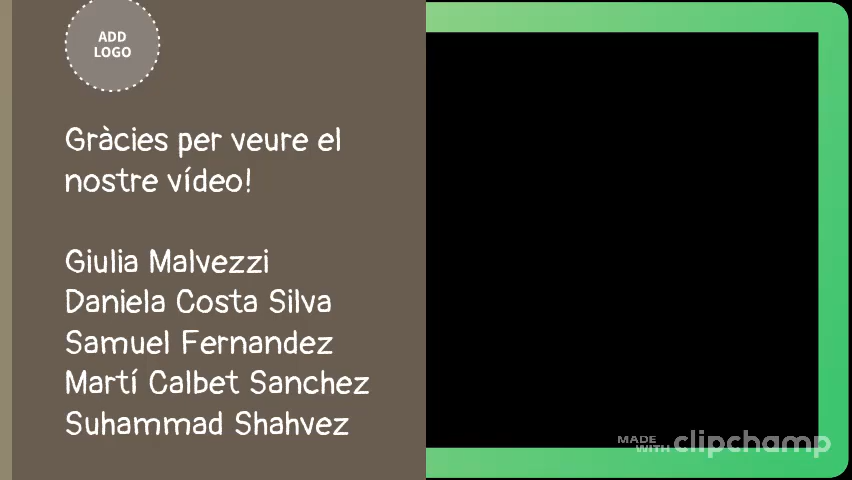 ADD
LOGO
Gràcies per veure el
nostre vídeo!
Giulia Malvezzi
Daniela Costa Silva
Samuel Fernandez
Martí Calbet Sanchez
Suhammad Shahvez
MADE
WITH clipchamp